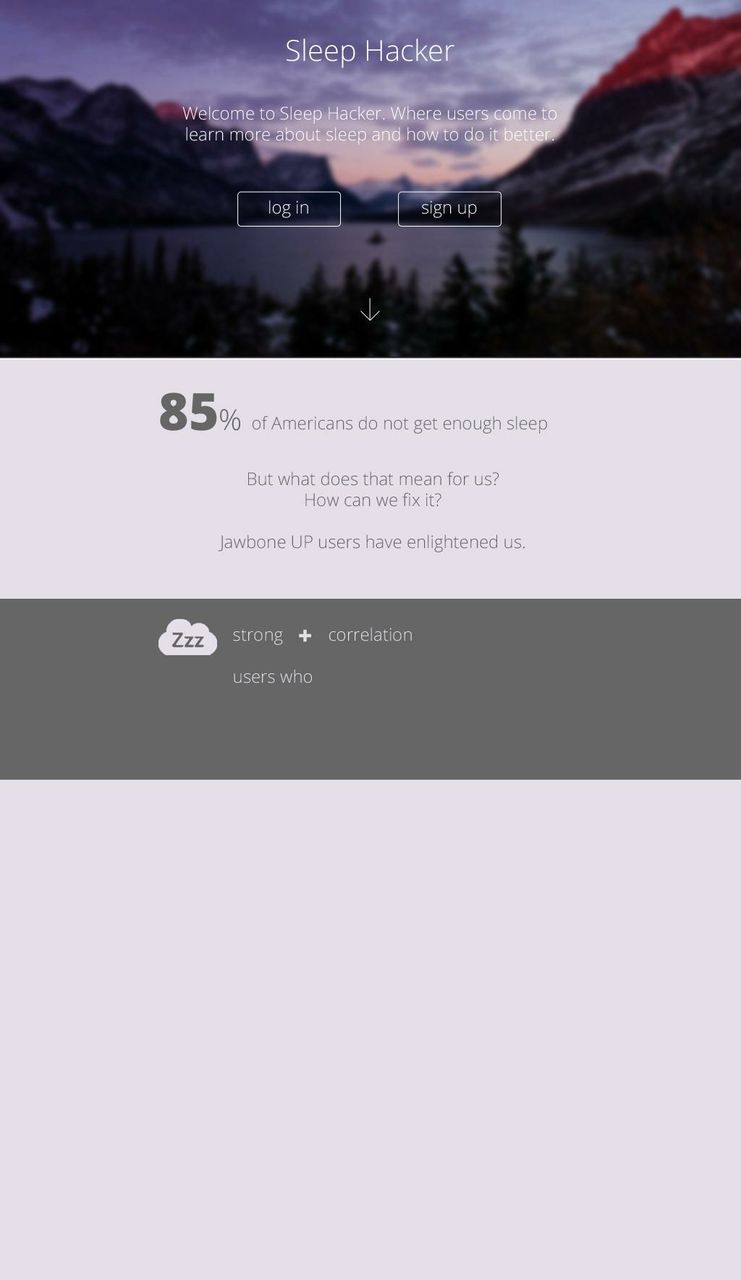 Sleep Hacker
Welcome to Sleep Hacker. Where users come to
learn more about sleep and how to do it better.
log in
sign up
85% of Americans do not get enough sleep
But what does that mean for us?
How can we fix it?
Jawbone UP users have enlightened us.
Zzz
strong + correlation
users who